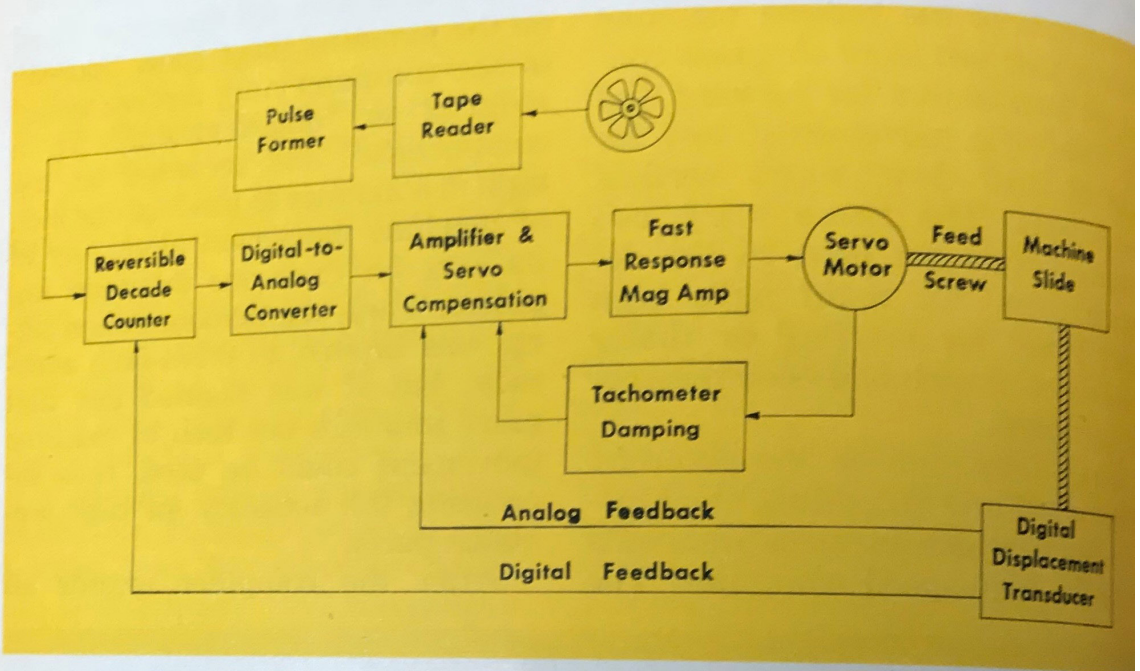 Pulse
Former
Tape
Reader
Reversible
Decade
Counter
Digital-to-
Analog
Converter
Amplifier &
Servo
Compensation
Fast
Response
Mag Amp
Servo
Motor
Feed
Screw
Machine
Slide
Tachometer
Damping
Analog Feedback
Digital Feedback
Digital
Displacement
Transducer